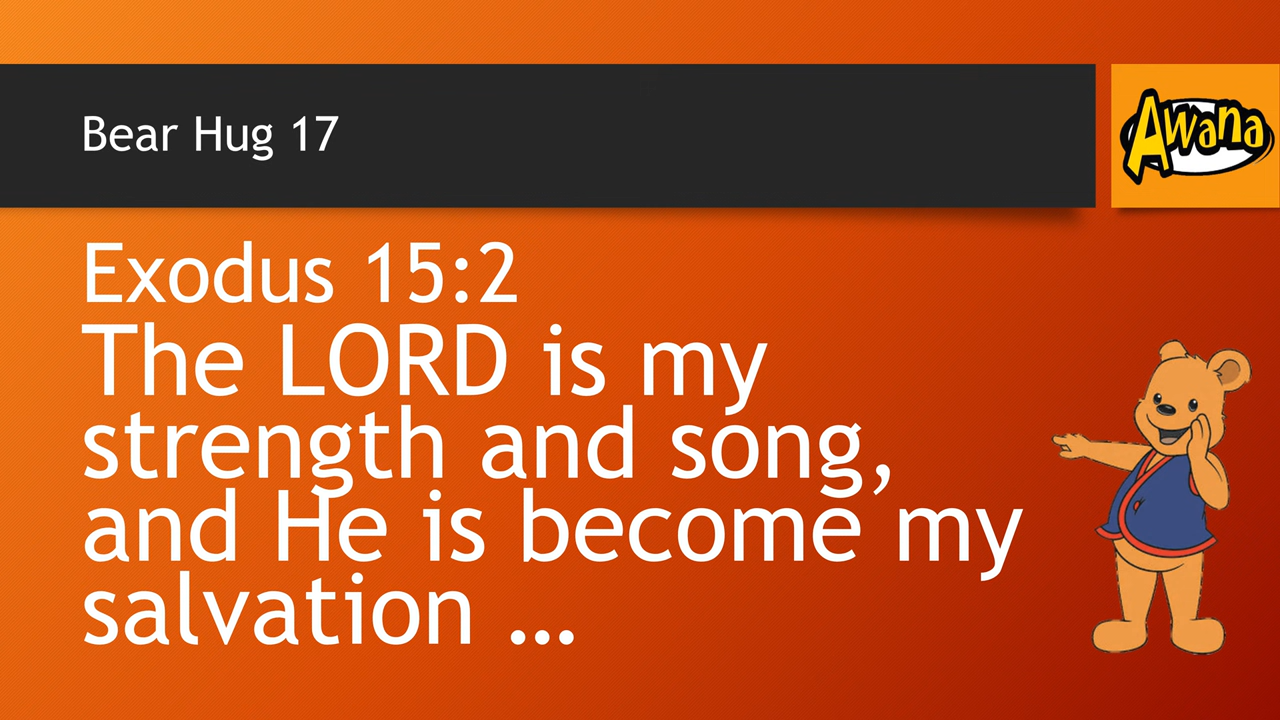 Bear Hug 17
Awana
Exodus 15:2
The LORD is my
strength and song,
and He is become my
salvation ...